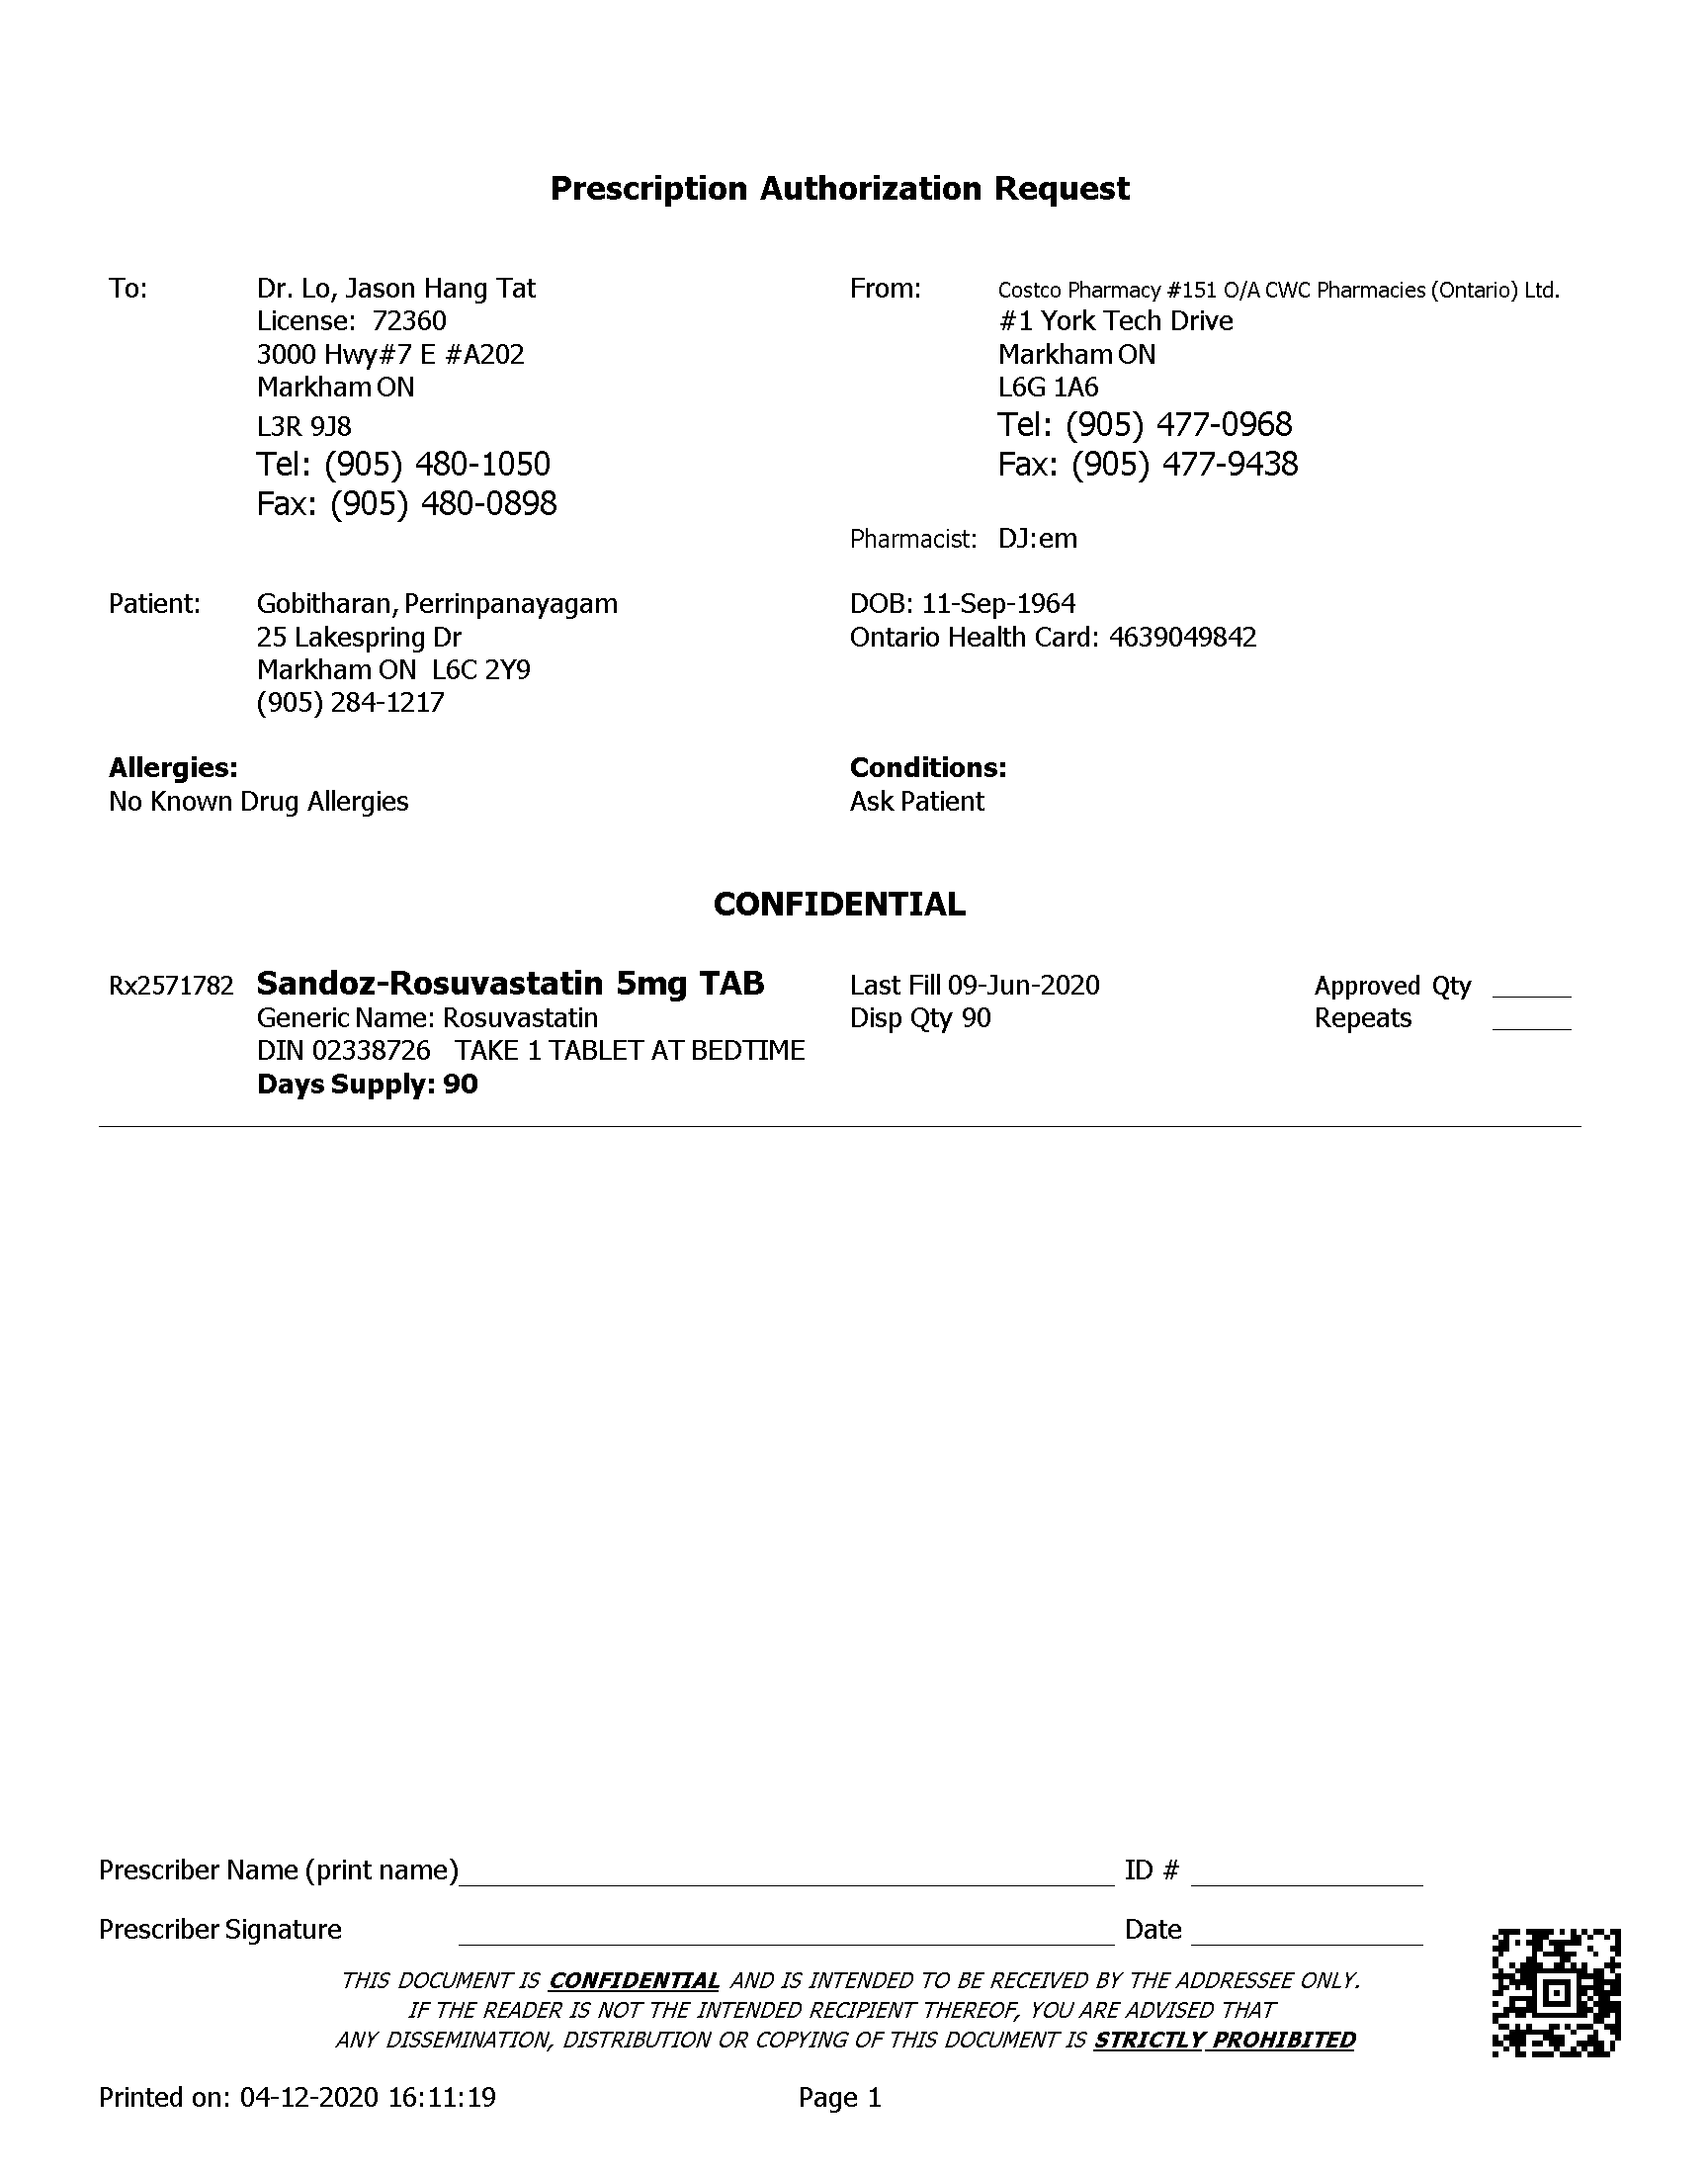 Prescription Authorization Request
To: Dr. Lo, Jason Hang Tat
License: 72360
3000 Hwy#7 E #A202
Markham ON
L3R 9J8
Tel: (905) 480-1050
Fax: (905) 480-0898
From: Costco Pharmacy #151 O/A CWC Pharmacies (Ontario) Ltd.
#1 York Tech Drive
Markham ON
L6G 1A6
Tel: (905) 477-0968
Fax: (905) 477-9438
Pharmacist: DJ:em
Patient: Gobitharan, Perrinpanayagam
25 Lakespring Dr
Markham ON L6C 2Y9
(905) 284-1217
DOB: 11-Sep-1964
Ontario Health Card: 4639049842
Allergies:
No Known Drug Allergies
Conditions:
Ask Patient
CONFIDENTIAL
Rx2571782 Sandoz-Rosuvastatin 5mg TAB Last Fill 09-Jun-2020 Approved Qty
Generic Name: Rosuvastatin Disp Qty 90 Repeats
DIN 02338726 TAKE 1 TABLET AT BEDTIME
Days Supply: 90
Prescriber Name (print name) ID #
Prescriber Signature Date
THIS DOCUMENT IS CONFIDENTIAL AND IS INTENDED TO BE RECEIVED BY THE ADDRESSEE ONLY.
IF THE READER IS NOT THE INTENDED RECIPIENT THEREOF, YOU ARE ADVISED THAT
ANY DISSEMINATION, DISTRIBUTION OR COPYING OF THIS DOCUMENT IS STRICTLY PROHIBITED
Printed on: 04-12-2020 16:11:19 Page 1